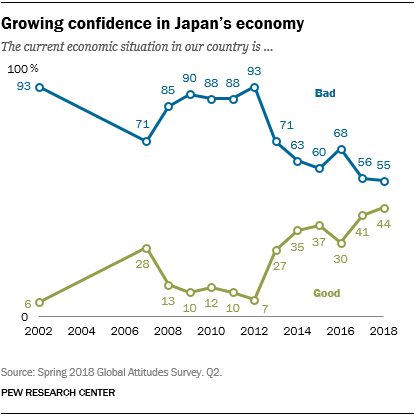 Growing confidence in Japan's economy
The current economic situation in our country is ...
100 %
93 71 85 90 88 88 93 71 63 60 68 56 55
Bad
6 28 13 10 12 10 7 27 35 37 30 41 44
Good
0
2002 2004 2006 2008 2010 2012 2014 2016 2018
Source: Spring 2018 Global Attitudes Survey. Q2.
PEW RESEARCH CENTER